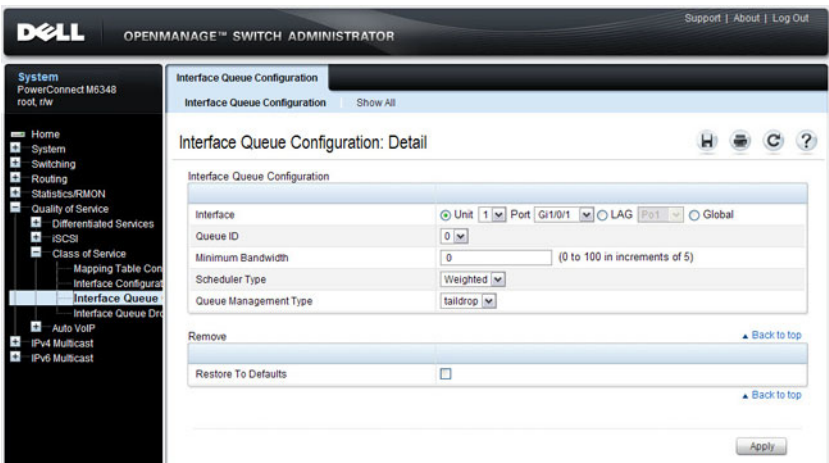 Support | About | Log Out
DELL OPENMANAGE™ SWITCH ADMINISTRATOR
System
PowerConnect M6348
root, r/w
Home
System
Switching
Routing
Statistics/RMON
Quality of Service
Differentiated Services
iSCSI
Class of Service
Mapping Table Con
Interface Configurat
Interface Queue
Interface Queue Dro
Auto VoIP
IPv4 Multicast
IPv6 Multicast
Interface Queue Configuration
Interface Queue Configuration Show All
Interface Queue Configuration: Detail
Interface Queue Configuration
Interface Unit 1 Port Gi1/0/1 LAG Po1 Global
Queue ID 0
Minimum Bandwidth 0 (0 to 100 in increments of 5)
Scheduler Type Weighted
Queue Management Type taildrop
Remove Back to top
Restore To Defaults
Back to top
Apply